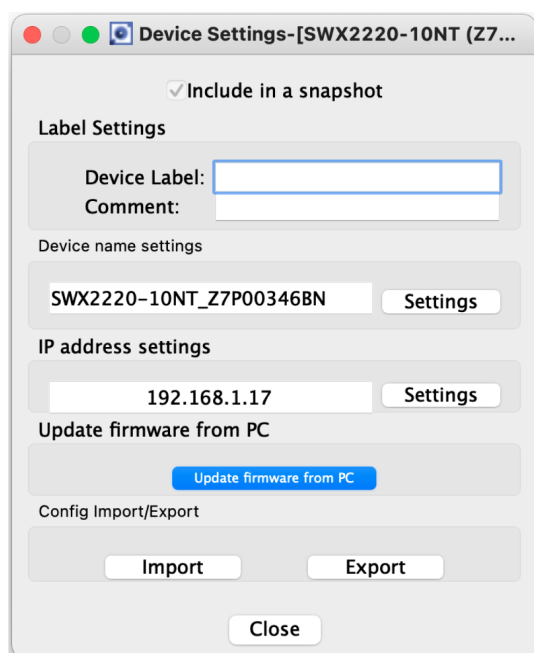 Device Settings-[SWX2220-10NT (Z7...
Include in a snapshot
Label Settings
Device Label:
Comment:
Device name settings
SWX2220-10NT_Z7P00346BN Settings
IP address settings
192.168.1.17 Settings
Update firmware from PC
Update firmware from PC
Config Import/Export
Import Export
Close